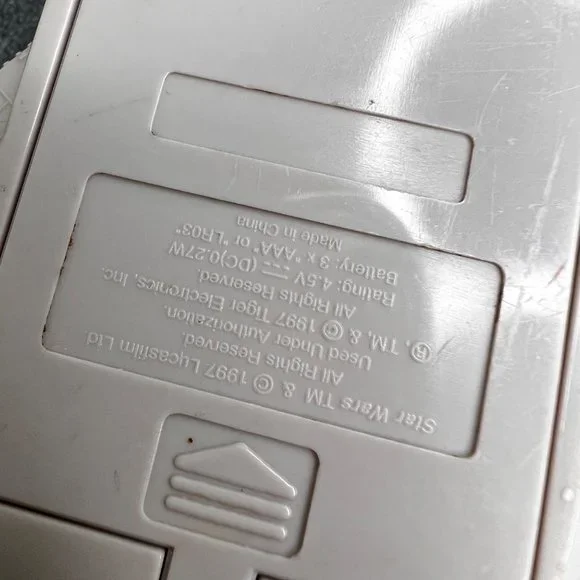 Star Wars TM & © 1997 Lucasfilm Ltd.
All Rights Reserved.
Used Under Authorization.
®, TM, & © 1997 Tiger Electronics, Inc.
All Rights Reserved.
Rating: 4.5V ⎓ (DC)0.27W
Battery: 3 x "AAA" or "LR03"
Made in China